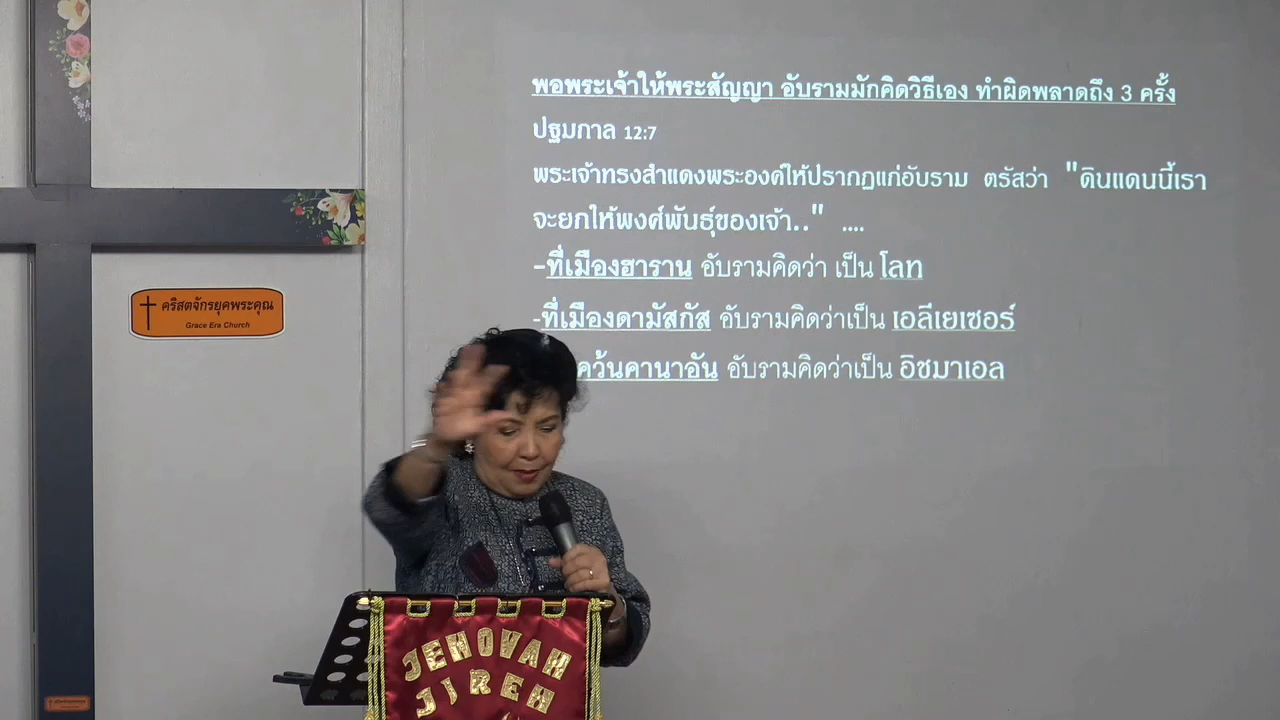 พอพระเจ้าให้พระสัญญา อับรามมักคิดวิธีเอง ทำผิดพลาดถึง 3 ครั้ง
ปฐมกาล 12:7
พระเจ้าทรงสำแดงพระองค์ให้ปรากฏแก่อับราม ตรัสว่า "ดินแดนนี้เรา
จะยกให้พงศ์พันธุ์ของเจ้า.." ....
-ที่เมืองฮาราน อับรามคิดว่า เป็น โลท
-ที่เมืองดามัสกัส อับรามคิดว่าเป็น เอลีเยเซอร์
คว้นคานาอัน อับรามคิดว่าเป็น อิชมาเอล
คริสตจักรยุคพระคุณ
Grace Era Church
JEHOVAH
JIREH